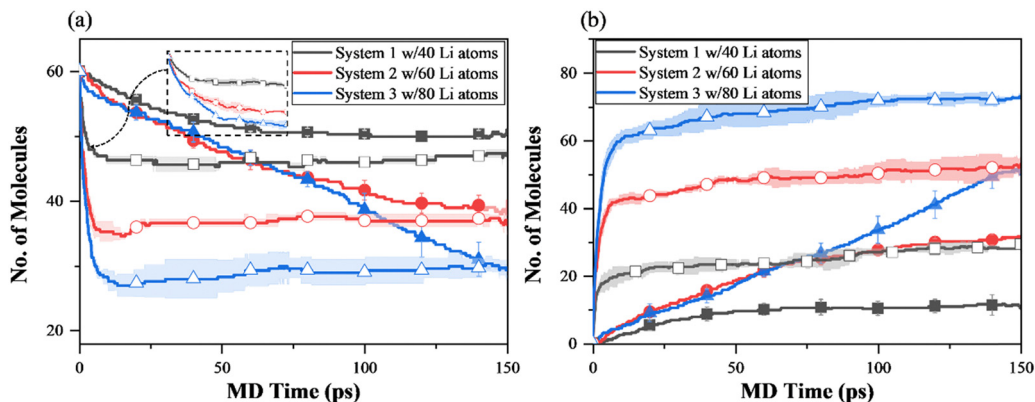 (a)
System 1 w/40 Li atoms
System 2 w/60 Li atoms
System 3 w/80 Li atoms
No. of Molecules
60
40
20
0
50
100
150
MD Time (ps)
(b)
System 1 w/40 Li atoms
System 2 w/60 Li atoms
System 3 w/80 Li atoms
No. of Molecules
80
60
40
20
0
0
50
100
150
MD Time (ps)